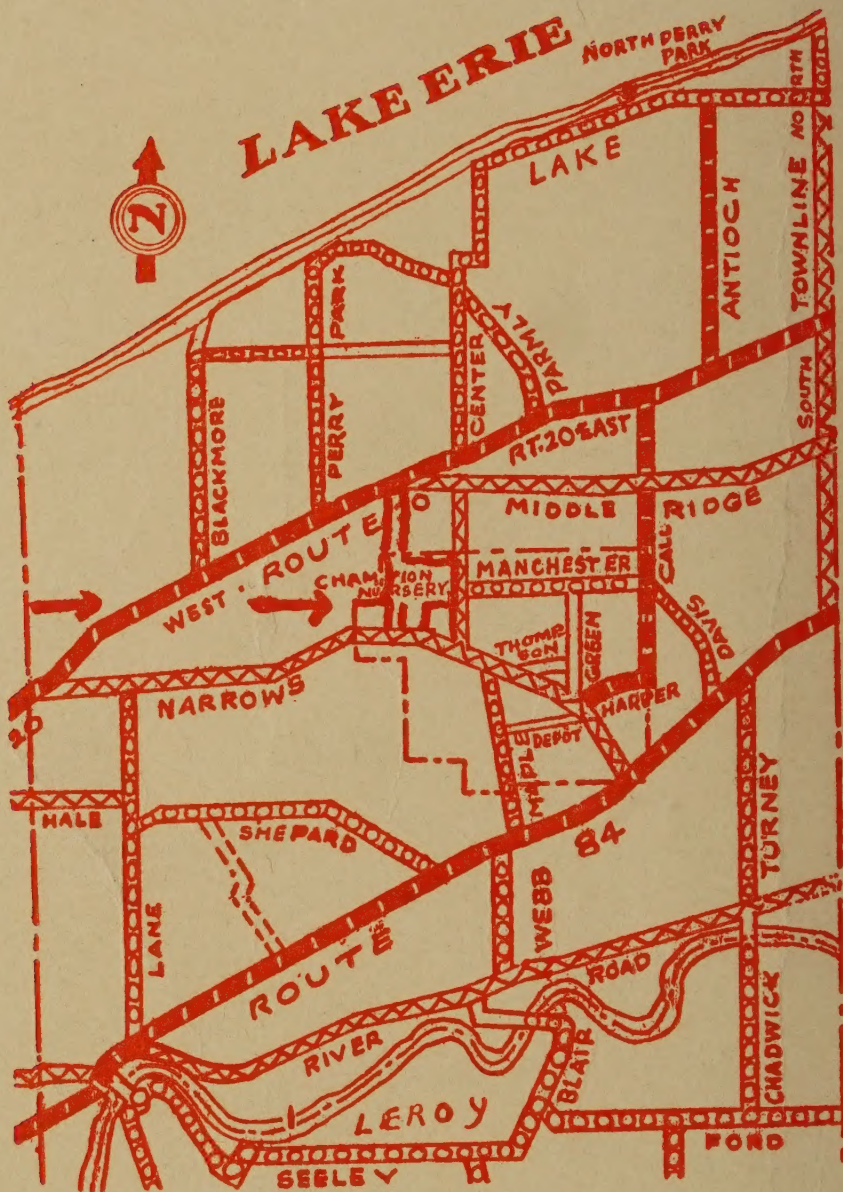 LAKE ERIE
NORTH PERRY
PARK
N
LAKE
NORTH
TOWNLINE
SOUTH
ANTIOCH
PARK
PERRY
BLACKMORE
CENTER
PARMLY
RT. 20 EAST
WEST · ROUTE 20
MIDDLE RIDGE
CHAMPION
NURSERY
MANCHESTER
CALL
DAVIS
THOMP
SON
GREEN
HARPER
DEPOT
MAPLE
NARROWS
20
HALE
SHEPARD
LANE
ROUTE
84
WEBB
TURNEY
RIVER
ROAD
BLAIR
CHADWICK
LEROY
FORD
SEELEY